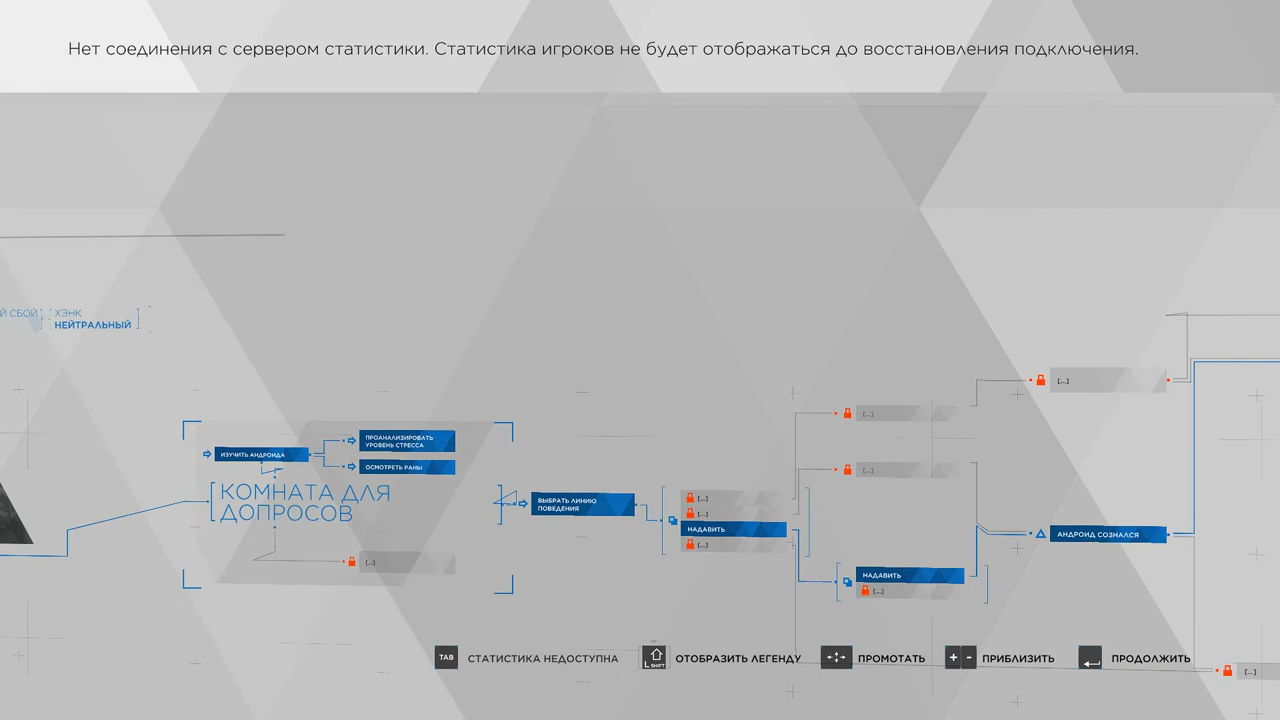 Нет соединения с сервером статистики. Статистика игроков не будет отображаться до восстановления подключения.
Й СБОЙ
ХЭНК
НЕЙТРАЛЬНЫЙ
[...]
[...]
ПРОАНАЛИЗИРОВАТЬ
УРОВЕНЬ СТРЕССА
ИЗУЧИТЬ АНДРОИДА
ОСМОТРЕТЬ РАНЫ
[...]
КОМНАТА ДЛЯ
ДОПРОСОВ
ВЫБРАТЬ ЛИНИЮ
ПОВЕДЕНИЯ
[...]
[...]
НАДАВИТЬ
[...]
АНДРОИД СОЗНАЛСЯ
[...]
НАДАВИТЬ
[...]
TAB
СТАТИСТИКА НЕДОСТУПНА
L SHIFT
ОТОБРАЗИТЬ ЛЕГЕНДУ
ПРОМОТАТЬ
+ -
ПРИБЛИЗИТЬ
ПРОДОЛЖИТЬ
[...]